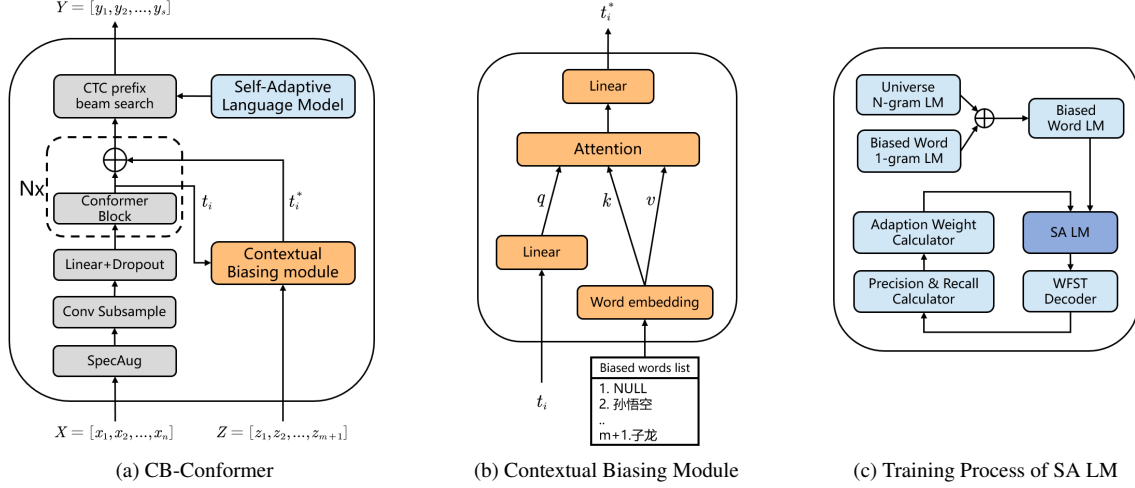 Y = [y₁, y₂, ..., yₛ]
CTC prefix
beam search
Self-Adaptive
Language Model
Nx
Conformer
Block
tᵢ
tᵢ*
Linear+Dropout
Contextual
Biasing module
Conv Subsample
SpecAug
X = [x₁, x₂, ..., xₙ]
Z = [z₁, z₂, ..., zₘ₊₁]
(a) CB-Conformer
tᵢ*
Linear
Attention
q
k
v
Linear
Word embedding
Biased words list
1. NULL
2. 孙悟空
..
m+1.子龙
tᵢ
(b) Contextual Biasing Module
Universe
N-gram LM
Biased Word
1-gram LM
Biased
Word LM
Adaption Weight
Calculator
SA LM
Precision & Recall
Calculator
WFST
Decoder
(c) Training Process of SA LM